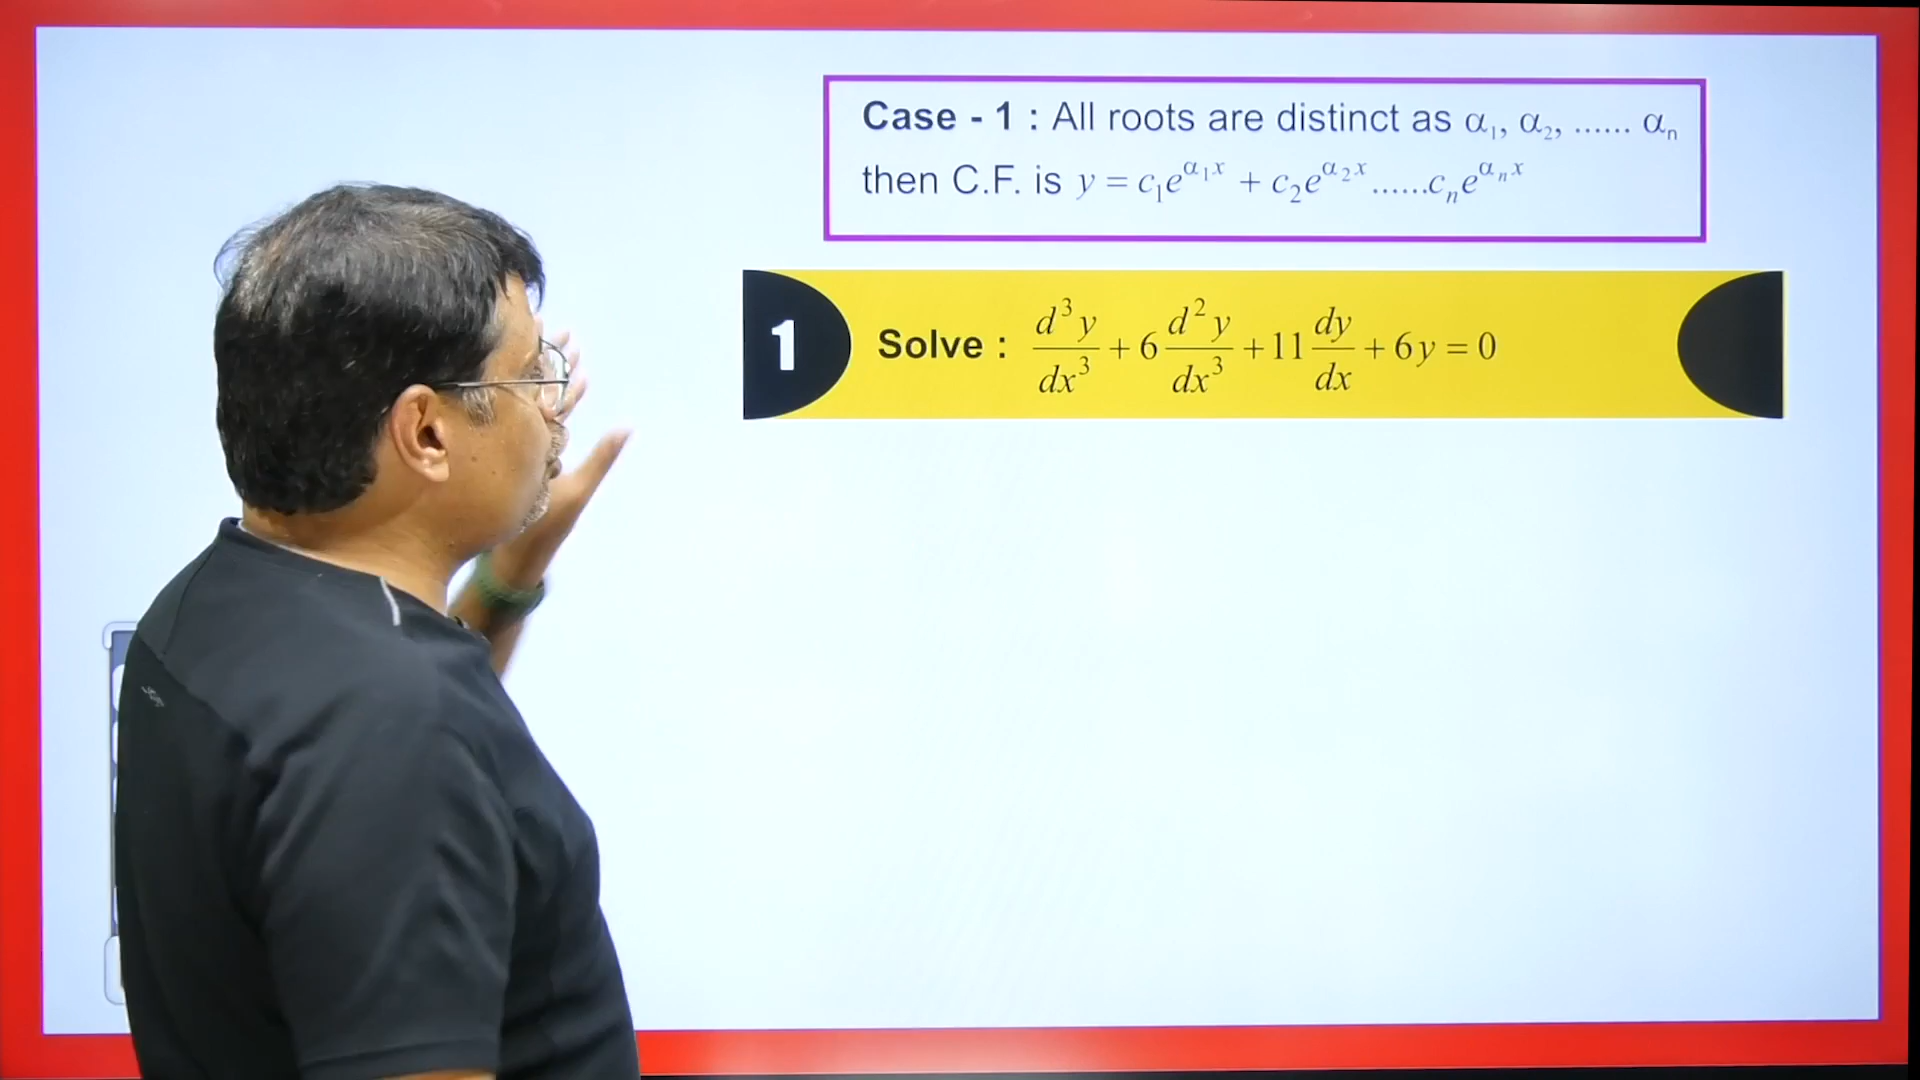 Case - 1 : All roots are distinct as α₁, α₂, ...... αₙ
then C.F. is y = c₁e^{α₁x} + c₂e^{α₂x} ......cₙe^{αₙx}
1 Solve : d³y/dx³ + 6 d²y/dx³ + 11 dy/dx + 6y = 0